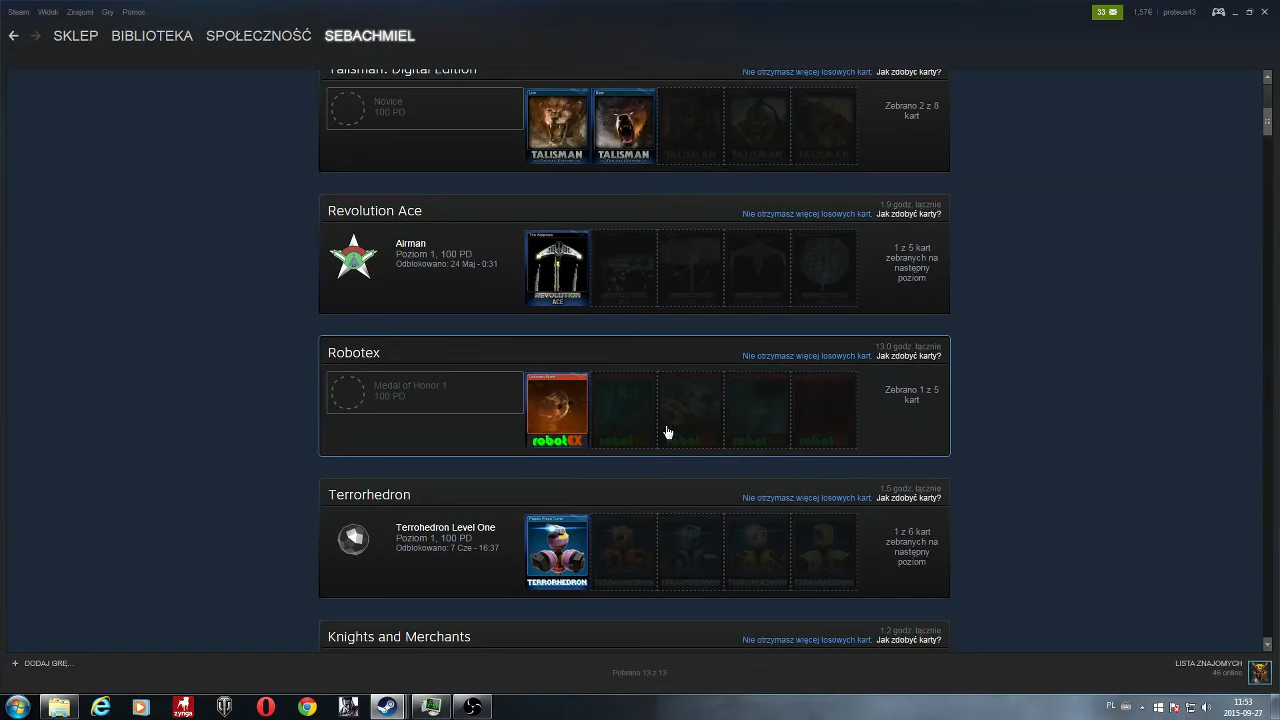 Steam Widok Znajomi Gry Pomoc
33 1,57€ proteus43
SKLEP BIBLIOTEKA SPOŁECZNOŚĆ SEBACHMIEL
Talisman: Digital Edition
Nie otrzymasz więcej losowych kart. Jak zdobyć karty?
Novice
100 PD
Lion
Bear
TALISMAN
DIGITAL EDITION
TALISMAN
DIGITAL EDITION
Zebrano 2 z 8
kart
Revolution Ace
1.9 godz. łącznie
Nie otrzymasz więcej losowych kart. Jak zdobyć karty?
Airman
Poziom 1, 100 PD
Odblokowano: 24 Maj - 0:31
REVOLUTION
ACE
1 z 5 kart
zebranych na
następny
poziom
Robotex
13.0 godz. łącznie
Nie otrzymasz więcej losowych kart. Jak zdobyć karty?
Medal of Honor 1
100 PD
robotEX
Zebrano 1 z 5
kart
Terrorhedron
1.5 godz. łącznie
Nie otrzymasz więcej losowych kart. Jak zdobyć karty?
Terrohedron Level One
Poziom 1, 100 PD
Odblokowano: 7 Cze - 16:37
TERRORHEDRON
1 z 6 kart
zebranych na
następny
poziom
Knights and Merchants
1.2 godz. łącznie
Nie otrzymasz więcej losowych kart. Jak zdobyć karty?
+ DODAJ GRĘ...
Pobrano 13 z 13
LISTA ZNAJOMYCH
46 online
zynga
PL
11:53
2015-09-27